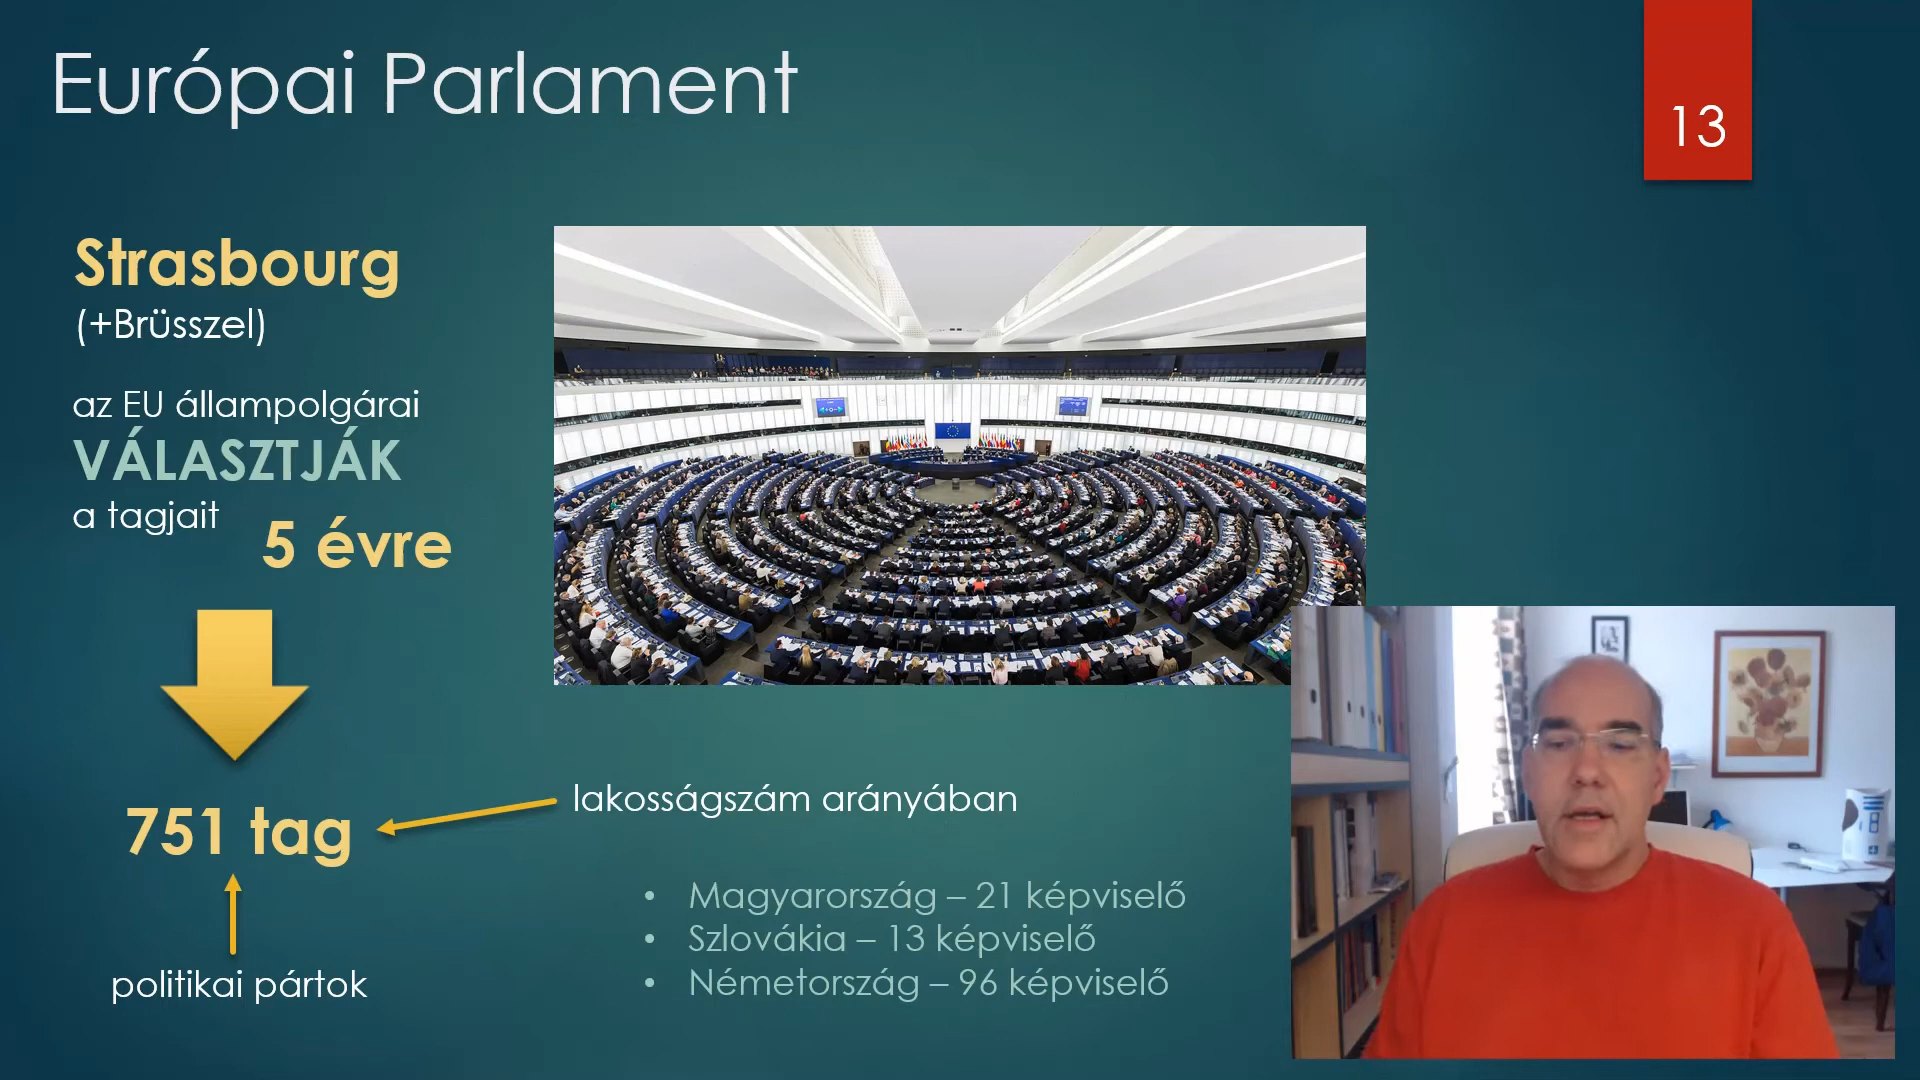 Európai Parlament
13
Strasbourg
(+Brüsszel)
az EU állampolgárai
VÁLASZTJÁK
a tagjait
5 évre
751 tag
lakosságszám arányában
politikai pártok
• Magyarország – 21 képviselő
• Szlovákia – 13 képviselő
• Németország – 96 képviselő